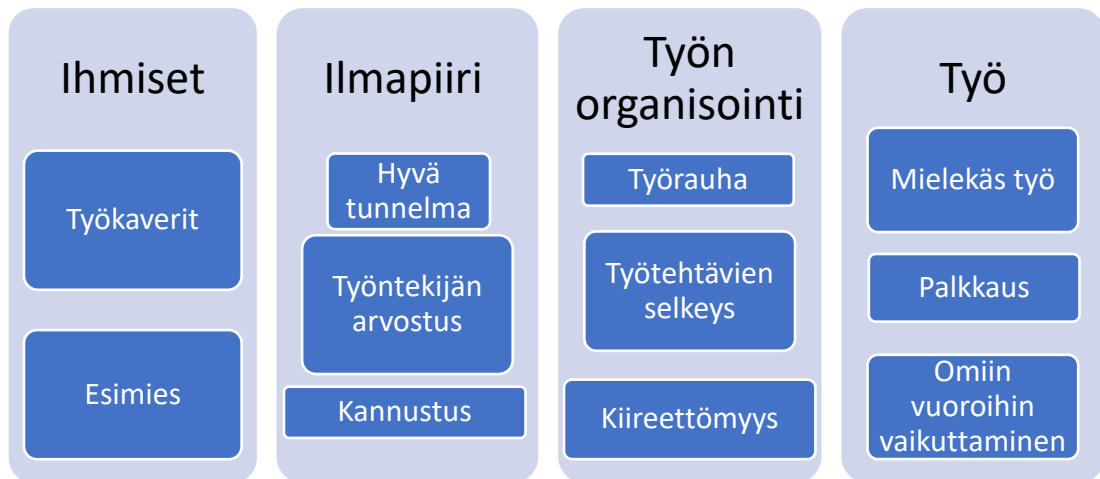 Ihmiset
Työkaverit
Esimies
Ilmapiiri
Hyvä
tunnelma
Työntekijän
arvostus
Kannustus
Työn
organisointi
Työrauha
Työtehtävien
selkeys
Kiireettömyys
Työ
Mielekäs työ
Palkkaus
Omiin
vuoroihin
vaikuttaminen